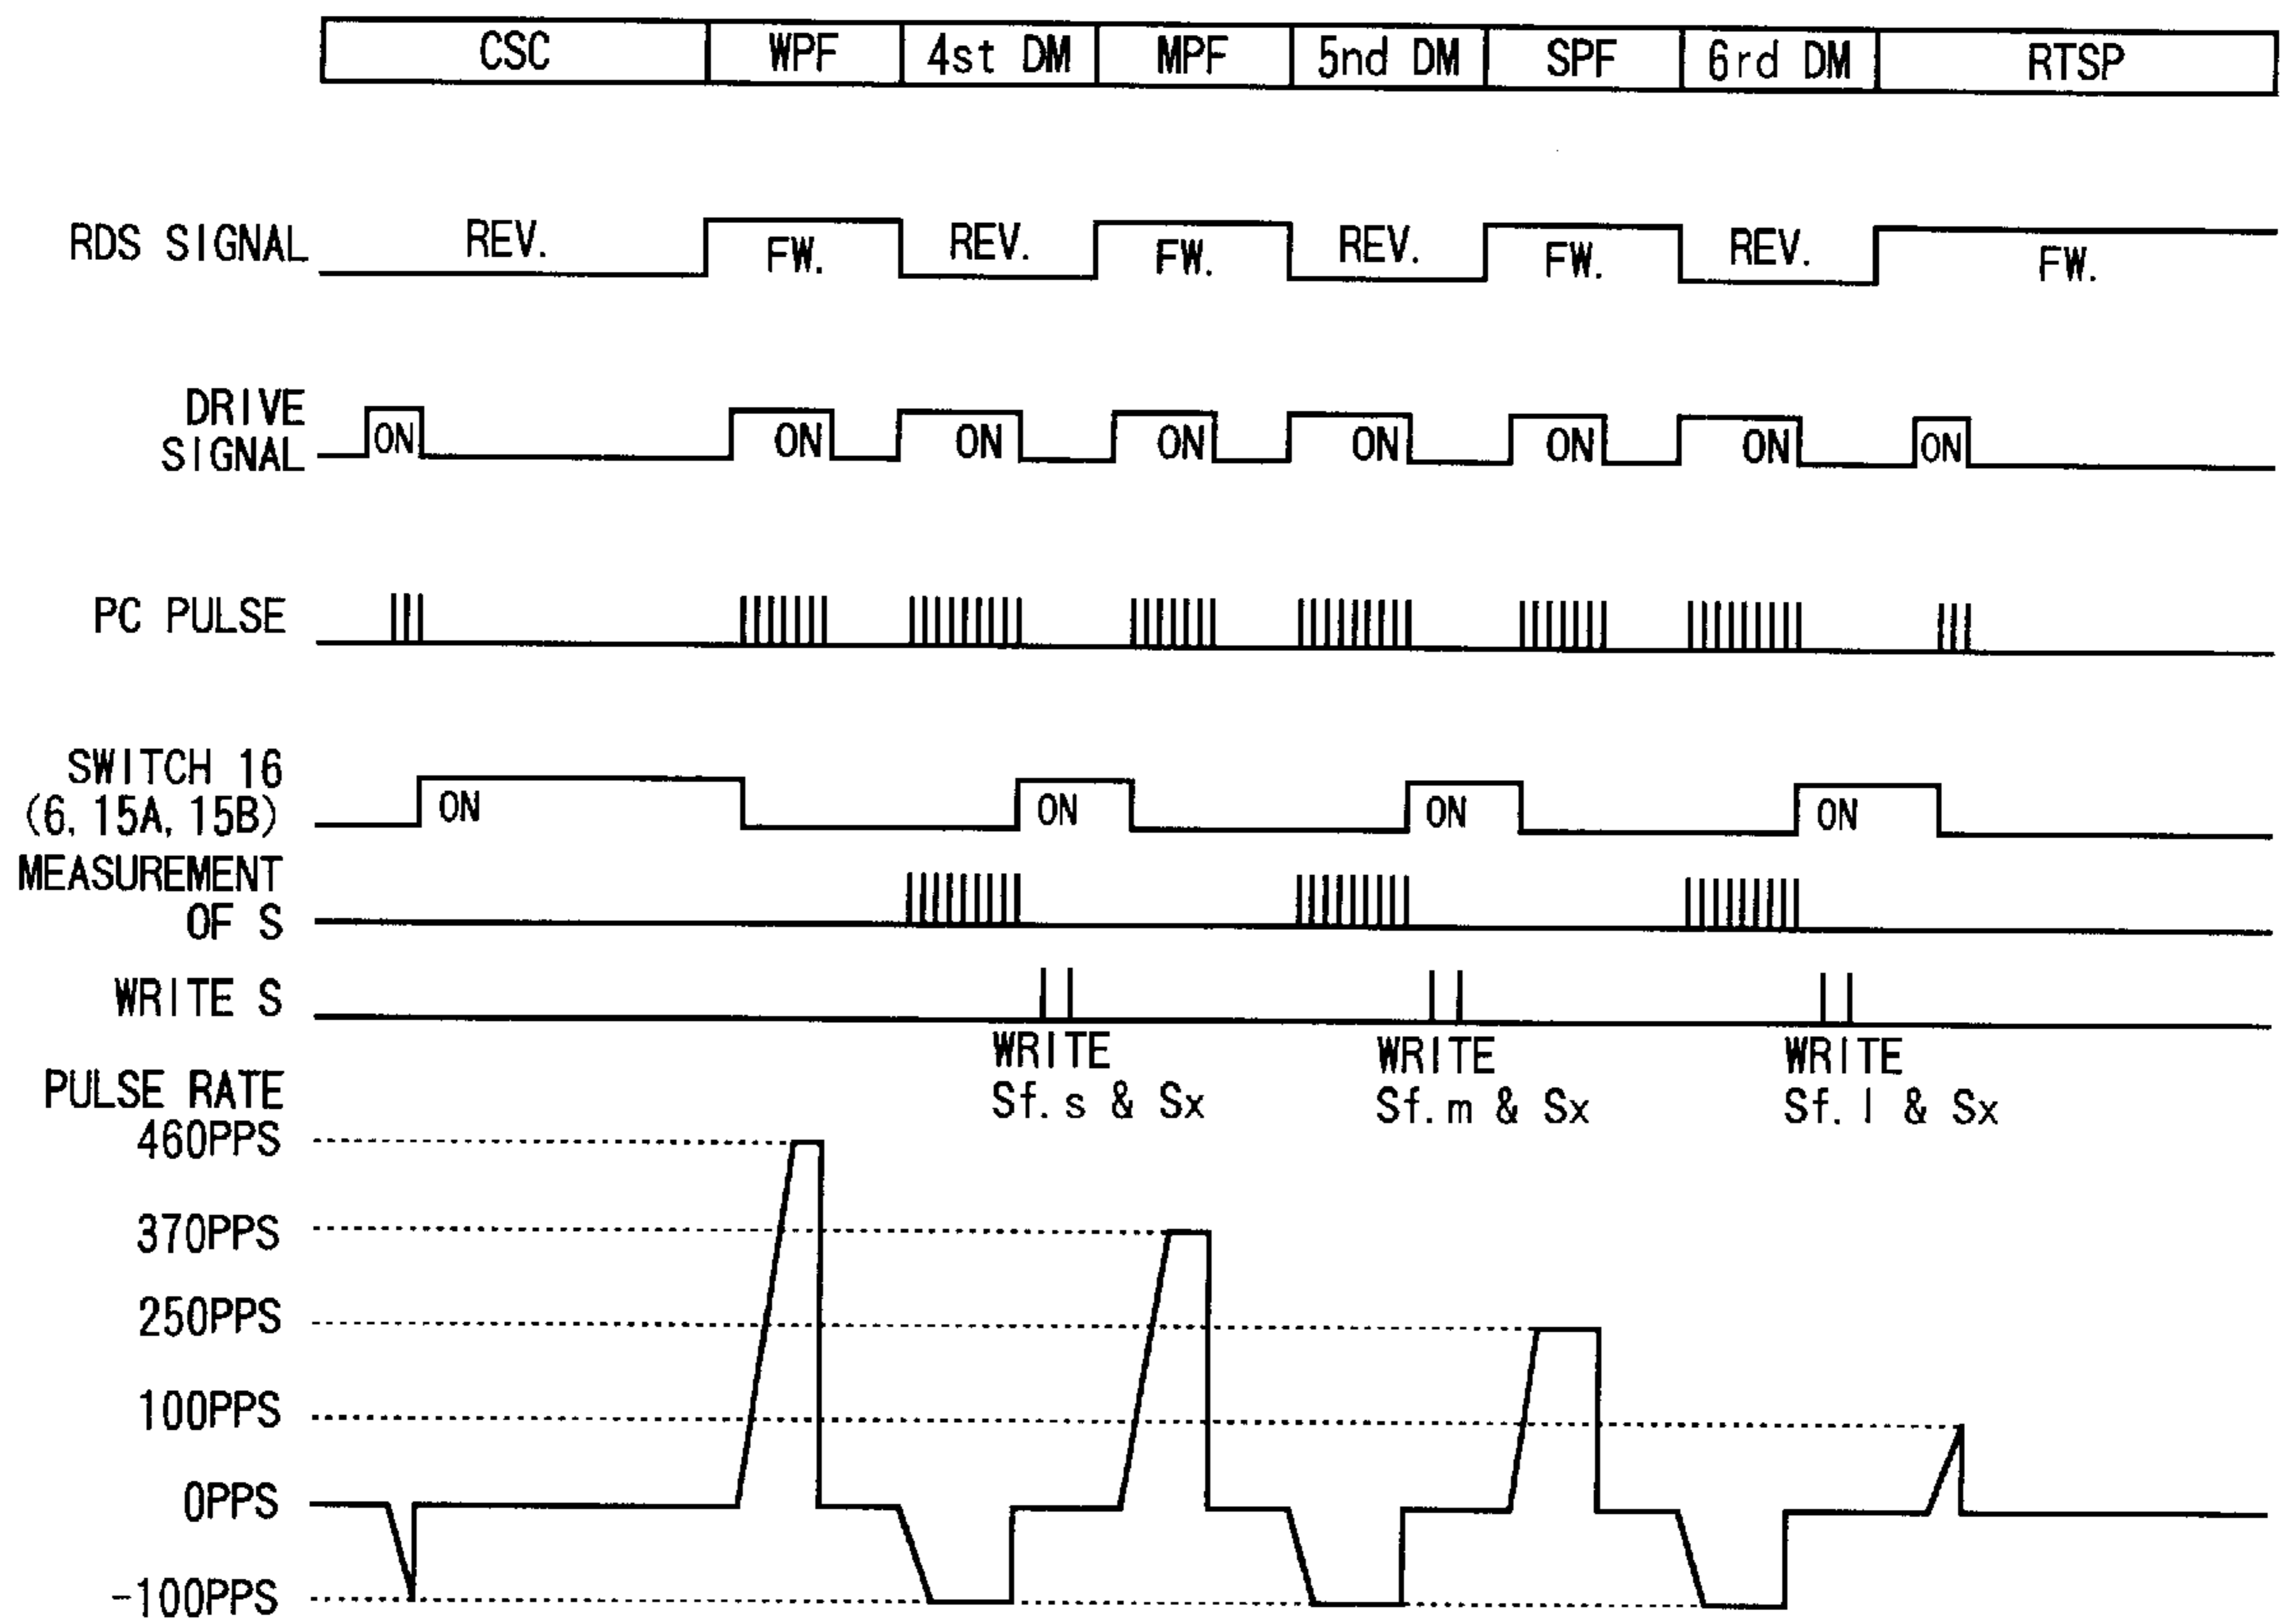 CSC WPF 4st DM MPF 5nd DM SPF 6rd DM RTSP
RDS SIGNAL REV. FW. REV. FW. REV. FW. REV. FW.
DRIVE
SIGNAL ON ON ON ON ON ON ON ON
PC PULSE
SWITCH 16
(6, 15A, 15B) ON ON ON ON
MEASUREMENT
OF S
WRITE S
WRITE WRITE WRITE
Sf. s & Sx Sf. m & Sx Sf. l & Sx
PULSE RATE
460PPS
370PPS
250PPS
100PPS
0PPS
-100PPS